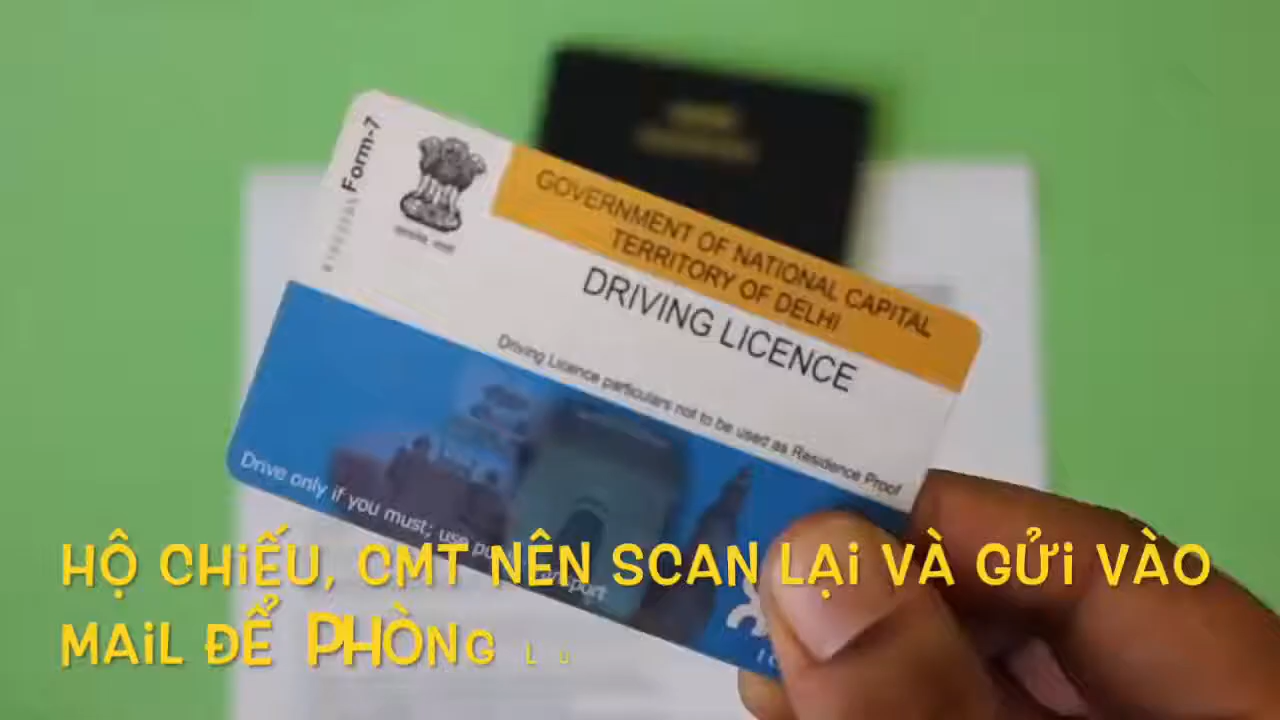 Form-7
GOVERNMENT OF NATIONAL CAPITAL
TERRITORY OF DELHI
DRIVING LICENCE
Driving Licence particulars not to be used as Residence Proof
Drive only if you must; use
HỘ CHIẾU, CMT NÊN SCAN LẠI VÀ GỬI VÀO
MAIL ĐỂ PHÒNG